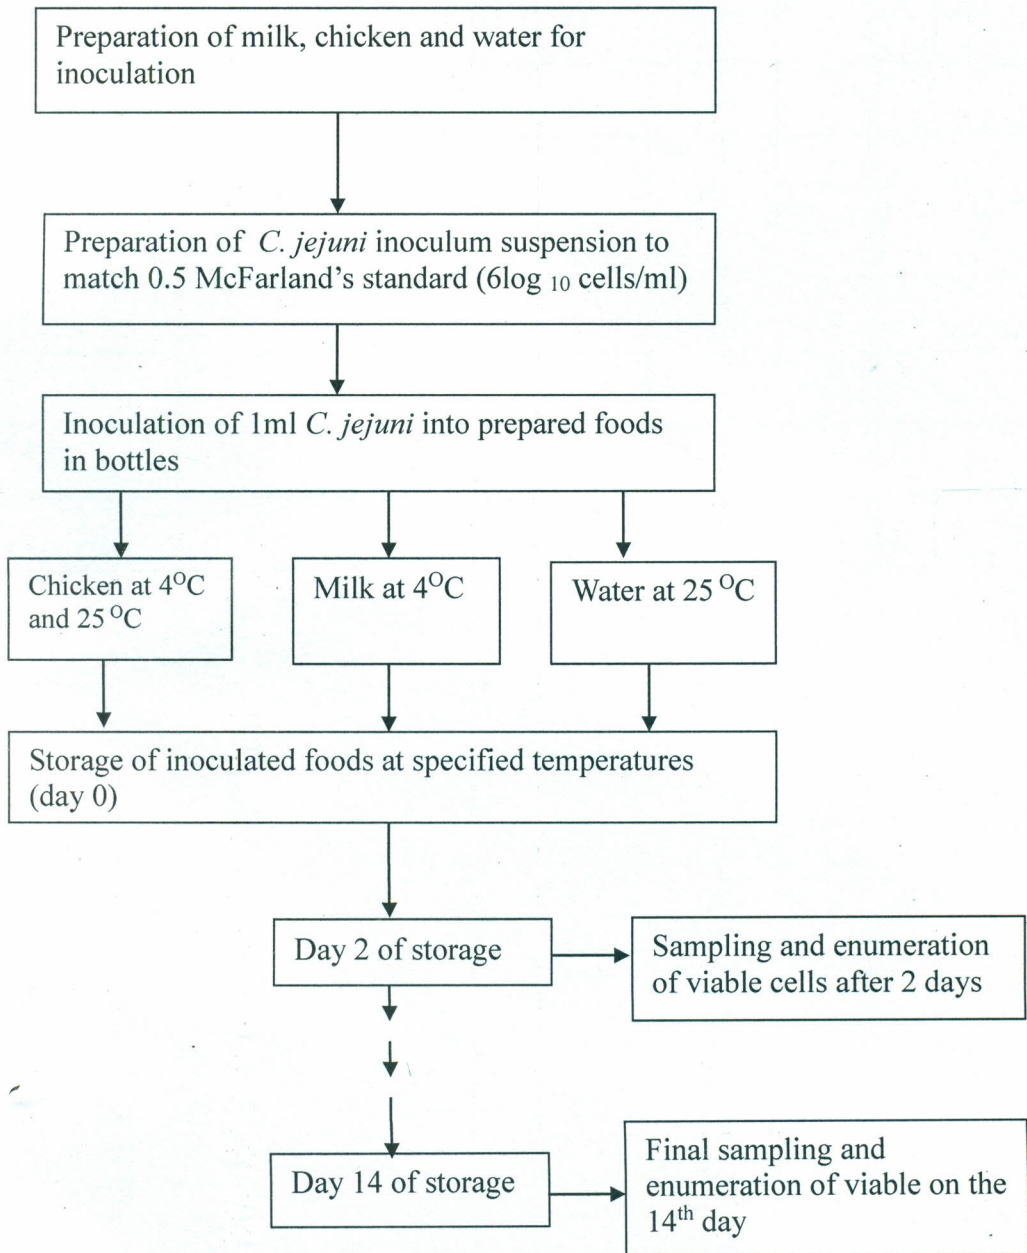 Preparation of milk, chicken and water for
inoculation
Preparation of C. jejuni inoculum suspension to
match 0.5 McFarland's standard (6log 10 cells/ml)
Inoculation of 1ml C. jejuni into prepared foods
in bottles
Chicken at 4°C
and 25 °C
Milk at 4°C
Water at 25 °C
Storage of inoculated foods at specified temperatures
(day 0)
Day 2 of storage
Sampling and enumeration
of viable cells after 2 days
Day 14 of storage
Final sampling and
enumeration of viable on the
14th day